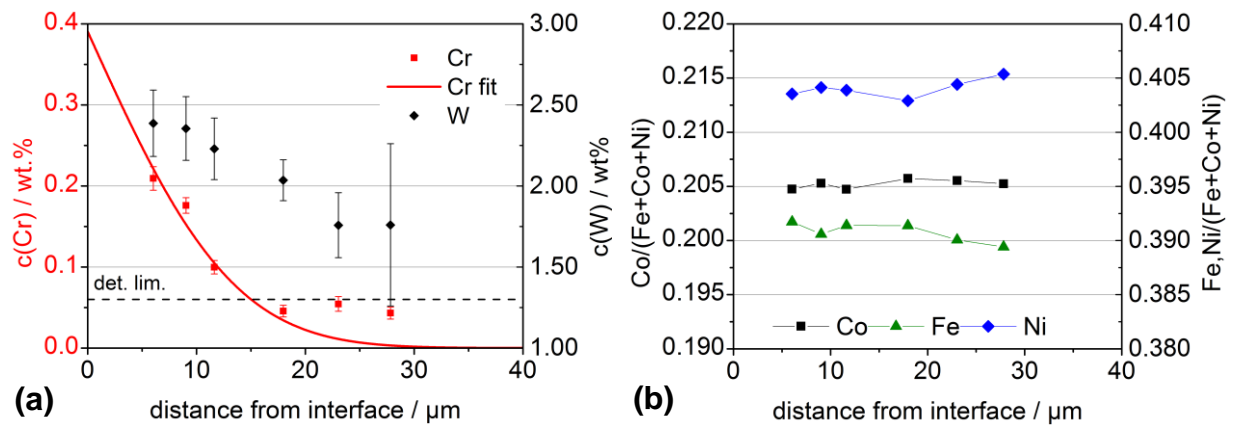 0.4
0.3
0.2
0.1
0.0
c(Cr) / wt.%
3.00
2.50
2.00
1.50
1.00
c(W) / wt%
Cr
Cr fit
W
det. lim.
0 10 20 30 40
distance from interface / µm
(a)
0.220
0.215
0.210
0.205
0.200
0.195
0.190
Co/(Fe+Co+Ni)
0.410
0.405
0.400
0.395
0.390
0.385
0.380
Fe,Ni/(Fe+Co+Ni)
Co Fe Ni
0 10 20 30 40
distance from interface / µm
(b)